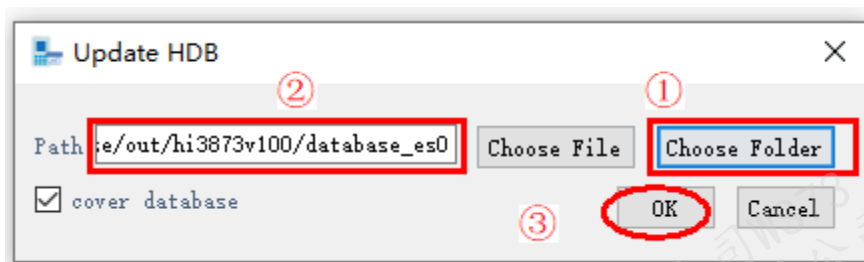 Update HDB
② ①
Path :e/out/hi3873v100/database_es0 Choose File Choose Folder
cover database OK Cancel
③